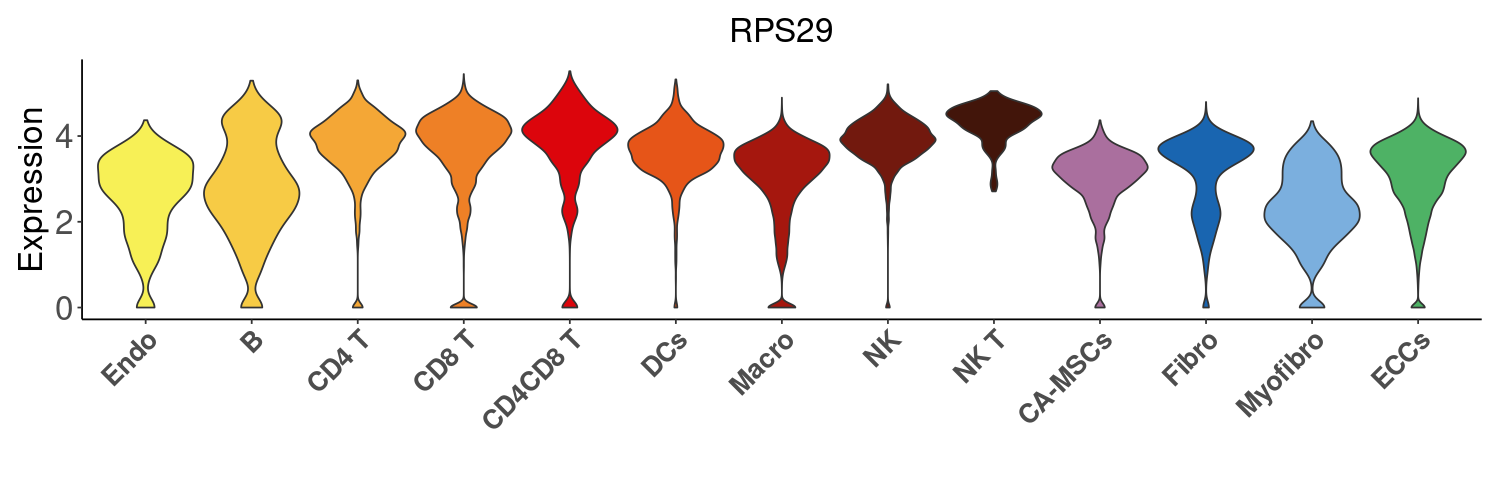 RPS29
Expression
4
2
0
Endo
B
CD4 T
CD8 T
CD4CD8 T
DCs
Macro
NK
NK T
CA-MSCs
Fibro
Myofibro
ECCs